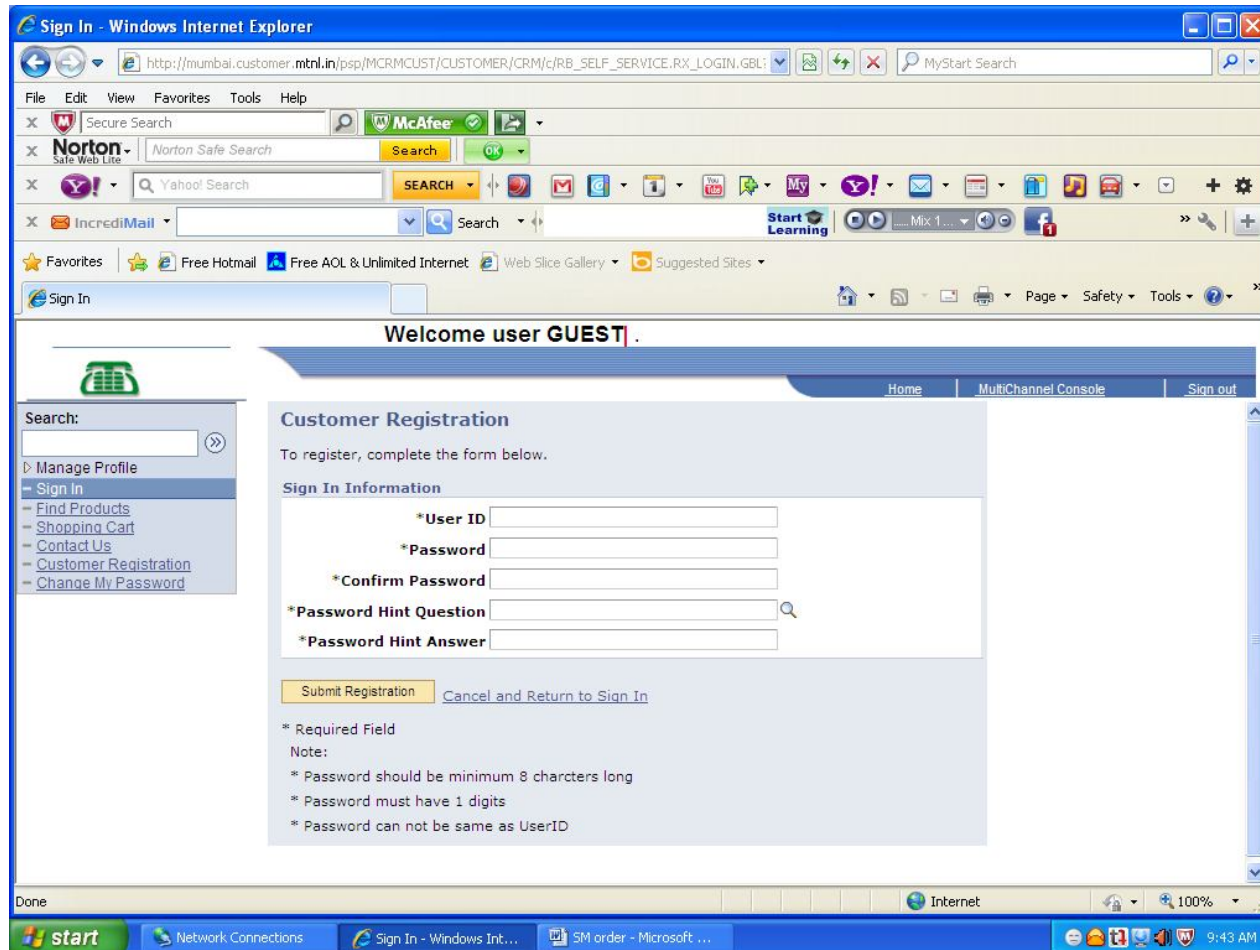 Sign In - Windows Internet Explorer
http://mumbai.customer.mtnl.in/psp/MCRMCUST/CUSTOMER/CRM/c/RB_SELF_SERVICE.RX_LOGIN.GBL?
MyStart Search
File Edit View Favorites Tools Help
X Secure Search McAfee
X Norton Safe Web Lite Norton Safe Search Search OK
X Y! Yahoo! Search SEARCH 1 You Tube My Y!
X IncrediMail Search Start Learning ..... Mix 1... 1
Favorites Free Hotmail Free AOL & Unlimited Internet Web Slice Gallery Suggested Sites
Sign In Page Safety Tools
Welcome user GUEST .
Home MultiChannel Console Sign out
Search:
Manage Profile
Sign In
Find Products
Shopping Cart
Contact Us
Customer Registration
Change My Password
Customer Registration
To register, complete the form below.
Sign In Information
*User ID
*Password
*Confirm Password
*Password Hint Question
*Password Hint Answer
Submit Registration Cancel and Return to Sign In
* Required Field
Note:
* Password should be minimum 8 charcters long
* Password must have 1 digits
* Password can not be same as UserID
Done Internet 100%
start Network Connections Sign In - Windows Int... SM order - Microsoft ... 9:43 AM